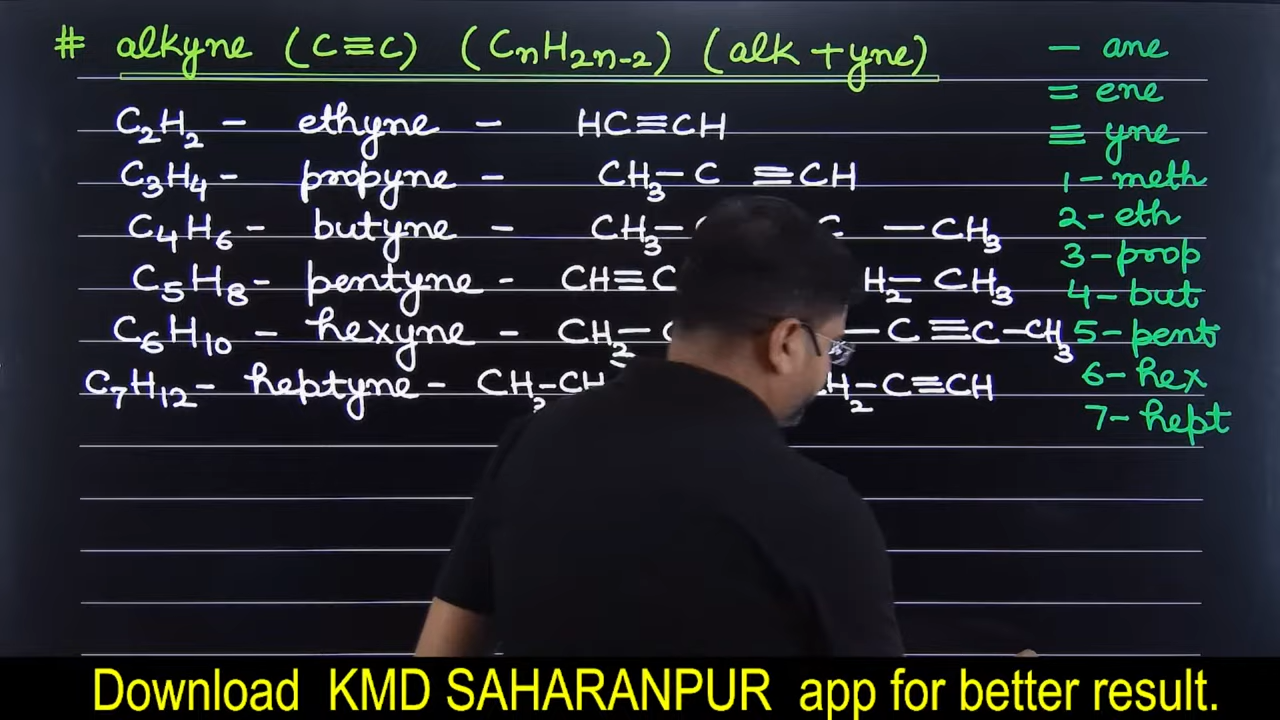 # alkyne (C≡C) (CnH2n-2) (alk + yne)
C2H2 - ethyne - HC≡CH
C3H4 - propyne - CH3 - C ≡CH
C4H6 - butyne - CH3 - C - CH3
C5H8 - pentyne - CH≡C H2 - CH3
C6H10 - hexyne - CH2 - - C ≡C - CH3
C7H12 - heptyne - CH - CH H2 - C ≡CH
- ane
= ene
≡ yne
1 - meth
2 - eth
3 - prop
4 - but
5 - pent
6 - hex
7 - hept
Download KMD SAHARANPUR app for better result.